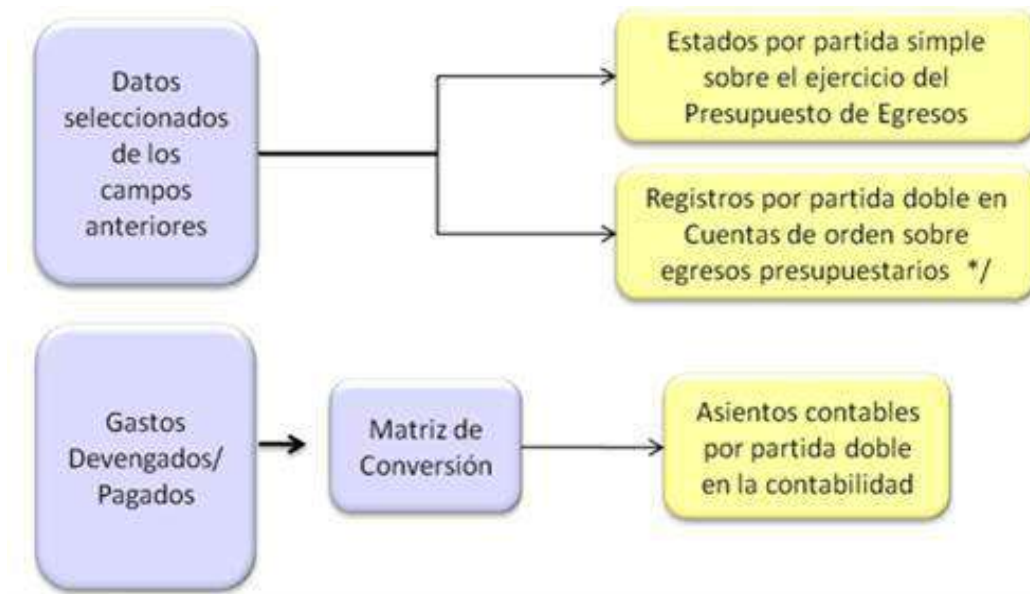 Datos
seleccionados
de los
campos
anteriores
Estados por partida simple
sobre el ejercicio del
Presupuesto de Egresos
Registros por partida doble en
Cuentas de orden sobre
egresos presupuestarios */
Gastos
Devengados/
Pagados
Matriz de
Conversión
Asientos contables
por partida doble
en la contabilidad